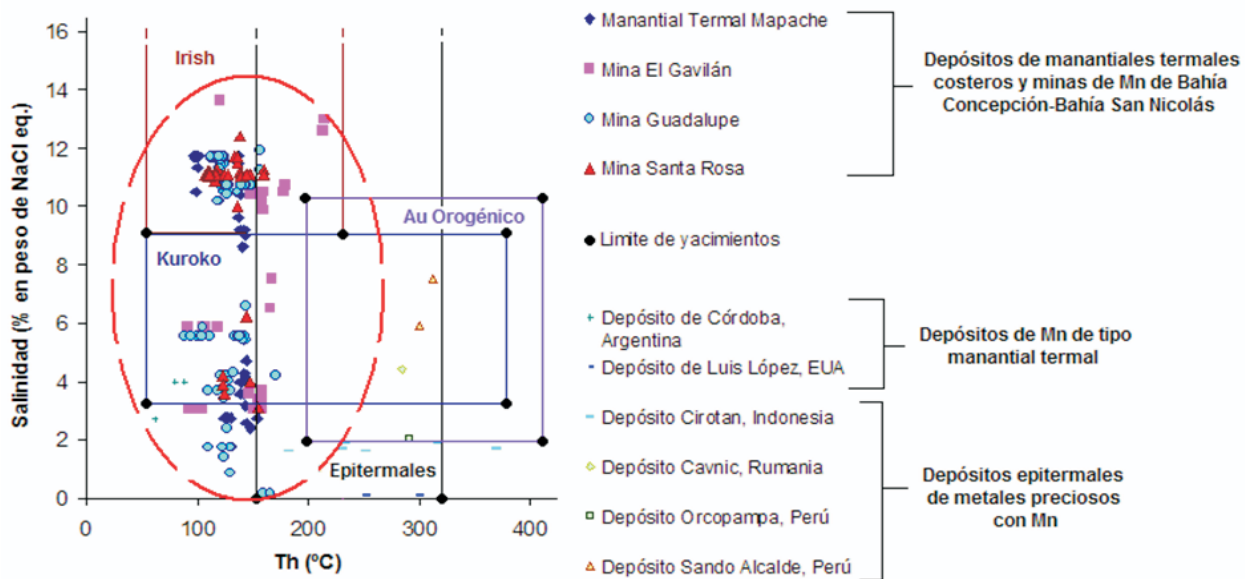 16
14
12
10
8
6
4
2
0
Salinidad (% en peso de NaCl eq.)
Irish
Kuroko
Au Orogénico
Epitermales
0
100
200
300
400
Th (ºC)
Manantial Termal Mapache
Mina El Gavilán
Mina Guadalupe
Mina Santa Rosa
Límite de yacimientos
Depósito de Córdoba,
Argentina
Depósito de Luis López, EUA
Depósito Cirotan, Indonesia
Depósito Cavnic, Rumania
Depósito Orcopampa, Perú
Depósito Sando Alcalde, Perú
Depósitos de manantiales termales
costeros y minas de Mn de Bahía
Concepción-Bahía San Nicolás
Depósitos de Mn de tipo
manantial termal
Depósitos epitermales
de metales preciosos
con Mn